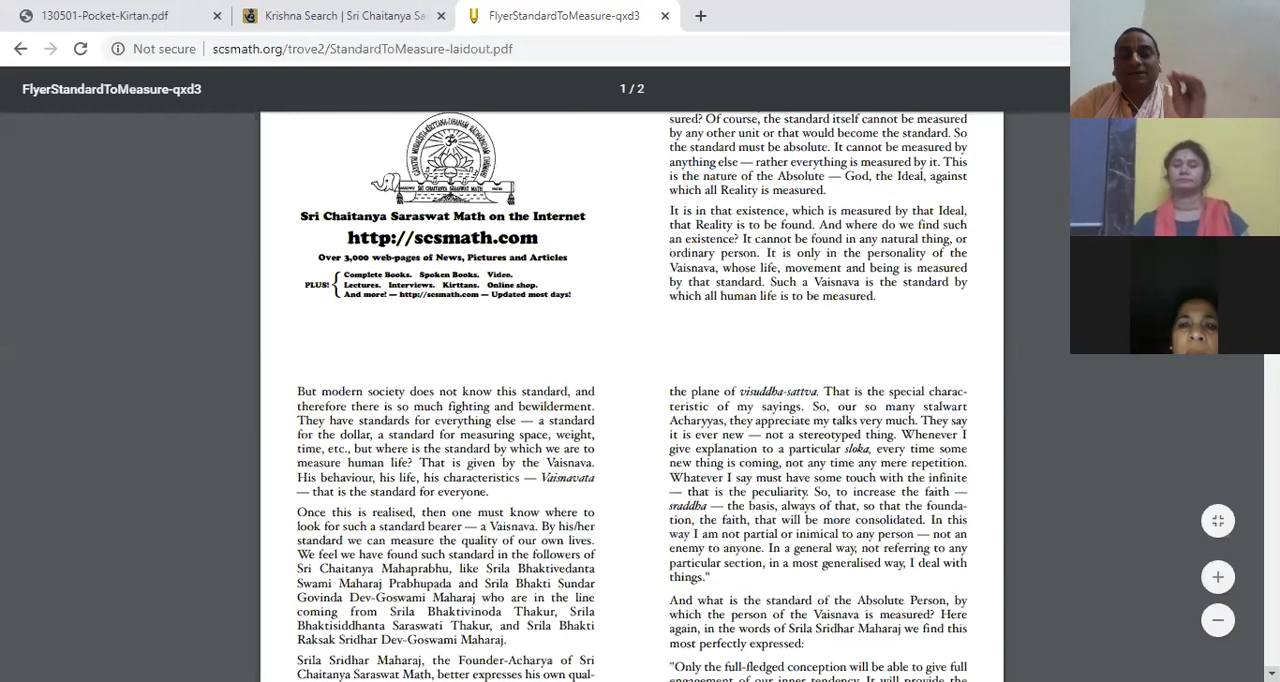 130501-Pocket-Kirtan.pdf
Krishna Search | Sri Chaitanya Sa
FlyerStandardToMeasure-qxd3
Not secure
scsmath.org/trove2/StandardToMeasure-laidout.pdf
FlyerStandardToMeasure-qxd3
1 / 2
SRI CHAITANYA SARASWAT MATH
Sri Chaitanya Saraswat Math on the Internet
http://scsmath.com
Over 3,000 web-pages of News, Pictures and Articles
PLUS!
Complete Books. Spoken Books. Video.
Lectures. Interviews. Kirttans. Online shop.
And more! — http://scsmath.com — Updated most days!
sured? Of course, the standard itself cannot be measured
by any other unit or that would become the standard. So
the standard must be absolute. It cannot be measured by
anything else — rather everything is measured by it. This
is the nature of the Absolute — God, the Ideal, against
which all Reality is measured.
It is in that existence, which is measured by that Ideal,
that Reality is to be found. And where do we find such
an existence? It cannot be found in any natural thing, or
ordinary person. It is only in the personality of the
Vaisnava, whose life, movement and being is measured
by that standard. Such a Vaisnava is the standard by
which all human life is to be measured.
But modern society does not know this standard, and
therefore there is so much fighting and bewilderment.
They have standards for everything else — a standard
for the dollar, a standard for measuring space, weight,
time, etc., but where is the standard by which we are to
measure human life? That is given by the Vaisnava.
His behaviour, his life, his characteristics — Vaisnavata
— that is the standard for everyone.
Once this is realised, then one must know where to
look for such a standard bearer — a Vaisnava. By his/her
standard we can measure the quality of our own lives.
We feel we have found such standard in the followers of
Sri Chaitanya Mahaprabhu, like Srila Bhaktivedanta
Swami Maharaj Prabhupada and Srila Bhakti Sundar
Govinda Dev-Goswami Maharaj who are in the line
coming from Srila Bhaktivinoda Thakur, Srila
Bhaktisiddhanta Saraswati Thakur, and Srila Bhakti
Raksak Sridhar Dev-Goswami Maharaj.
Srila Sridhar Maharaj, the Founder-Acharya of Sri
Chaitanya Saraswat Math, better expresses his own qual-
the plane of visuddha-sattva. That is the special charac-
teristic of my sayings. So, our so many stalwart
Acharyyas, they appreciate my talks very much. They say
it is ever new — not a stereotyped thing. Whenever I
give explanation to a particular sloka, every time some
new thing is coming, not any time any mere repetition.
Whatever I say must have some touch with the infinite
— that is the peculiarity. So, to increase the faith —
sraddha — the basis, always of that, so that the founda-
tion, the faith, that will be more consolidated. In this
way I am not partial or inimical to any person — not an
enemy to anyone. In a general way, not referring to any
particular section, in a most generalised way, I deal with
things."
And what is the standard of the Absolute Person, by
which the person of the Vaisnava is measured? Here
again, in the words of Srila Sridhar Maharaj we find this
most perfectly expressed:
"Only the full-fledged conception will be able to give full
engagement of our inner tendency. It will provide the